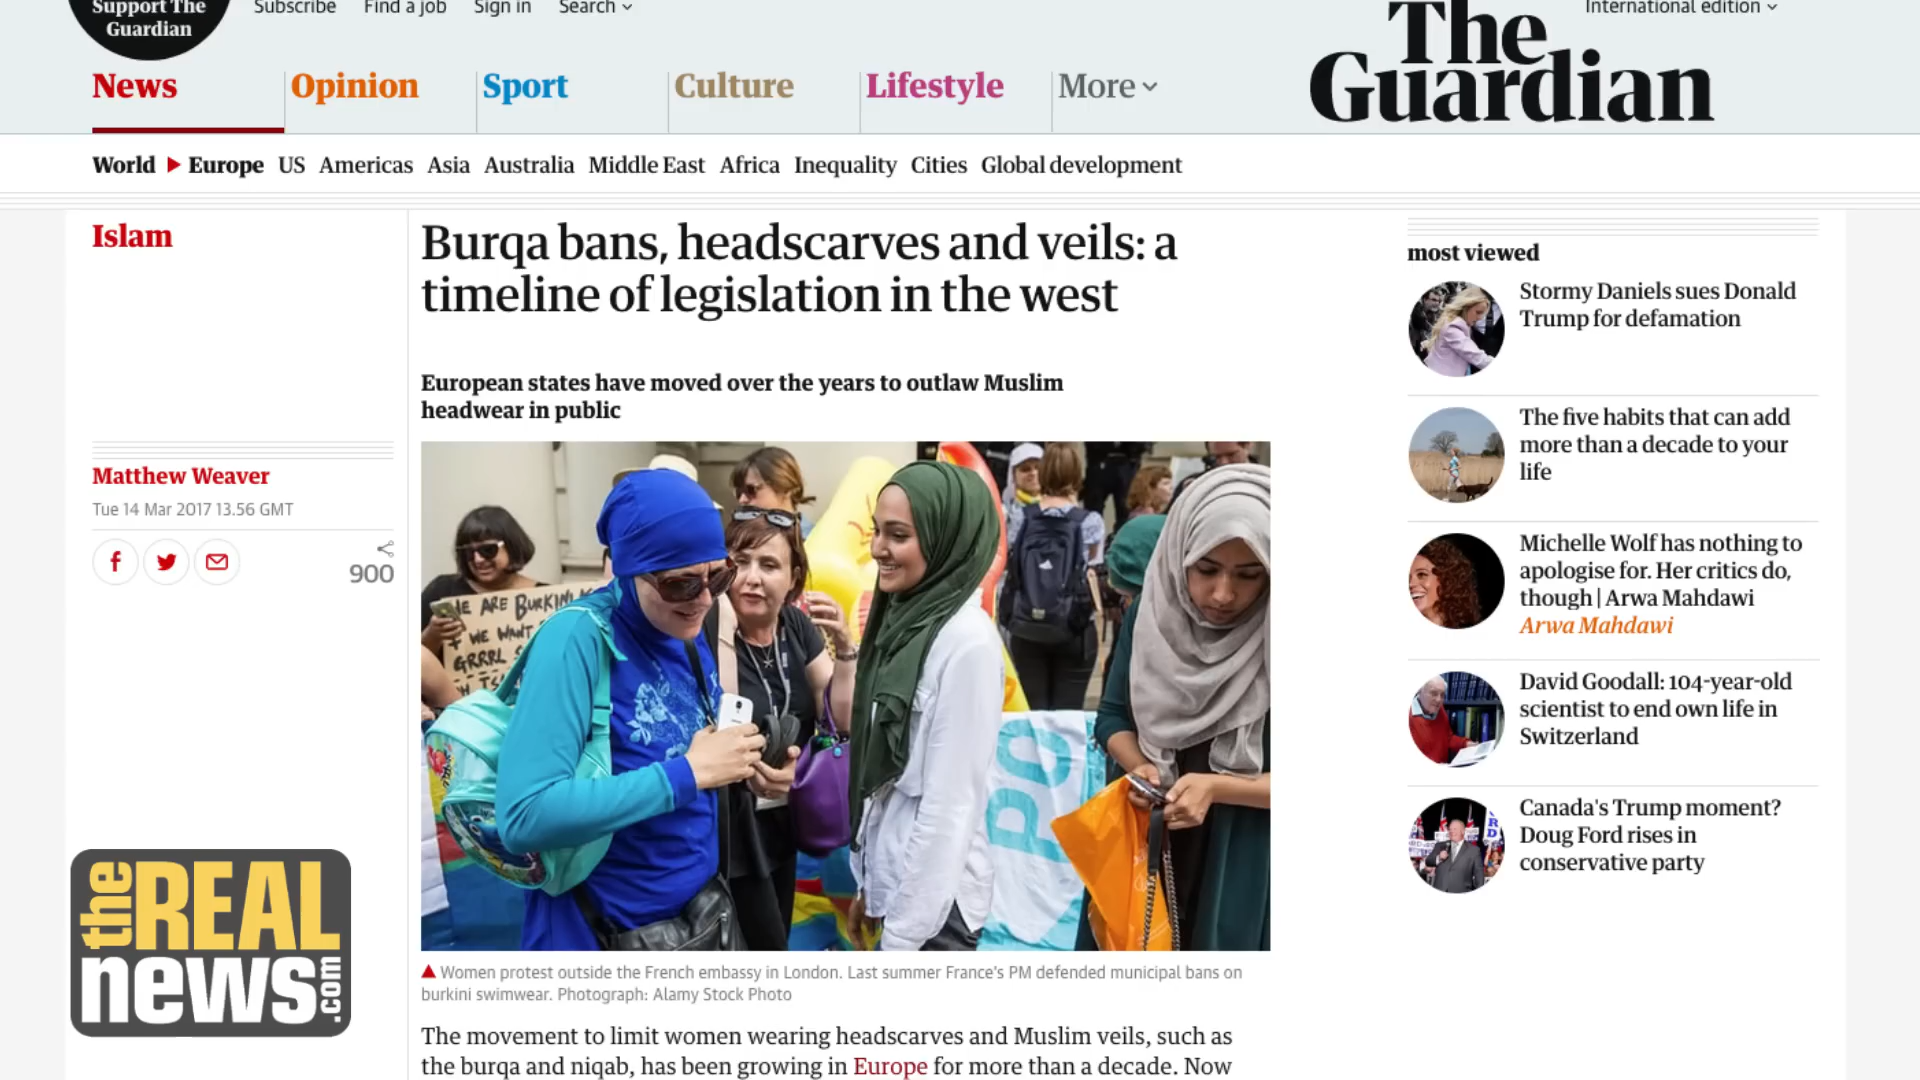 Support The
Guardian
Subscribe Find a job Sign in Search
International edition
The
Guardian
News Opinion Sport Culture Lifestyle More
World Europe US Americas Asia Australia Middle East Africa Inequality Cities Global development
Islam
Burqa bans, headscarves and veils: a
timeline of legislation in the west
European states have moved over the years to outlaw Muslim
headwear in public
Matthew Weaver
Tue 14 Mar 2017 13.56 GMT
900
WE ARE BURKINI
WE WANT
GRRRL
PO
Women protest outside the French embassy in London. Last summer France's PM defended municipal bans on
burkini swimwear. Photograph: Alamy Stock Photo
The movement to limit women wearing headscarves and Muslim veils, such as
the burqa and niqab, has been growing in Europe for more than a decade. Now
most viewed
Stormy Daniels sues Donald
Trump for defamation
The five habits that can add
more than a decade to your
life
Michelle Wolf has nothing to
apologise for. Her critics do,
though | Arwa Mahdawi
Arwa Mahdawi
David Goodall: 104-year-old
scientist to end own life in
Switzerland
Canada's Trump moment?
Doug Ford rises in
conservative party
the REAL
news.com